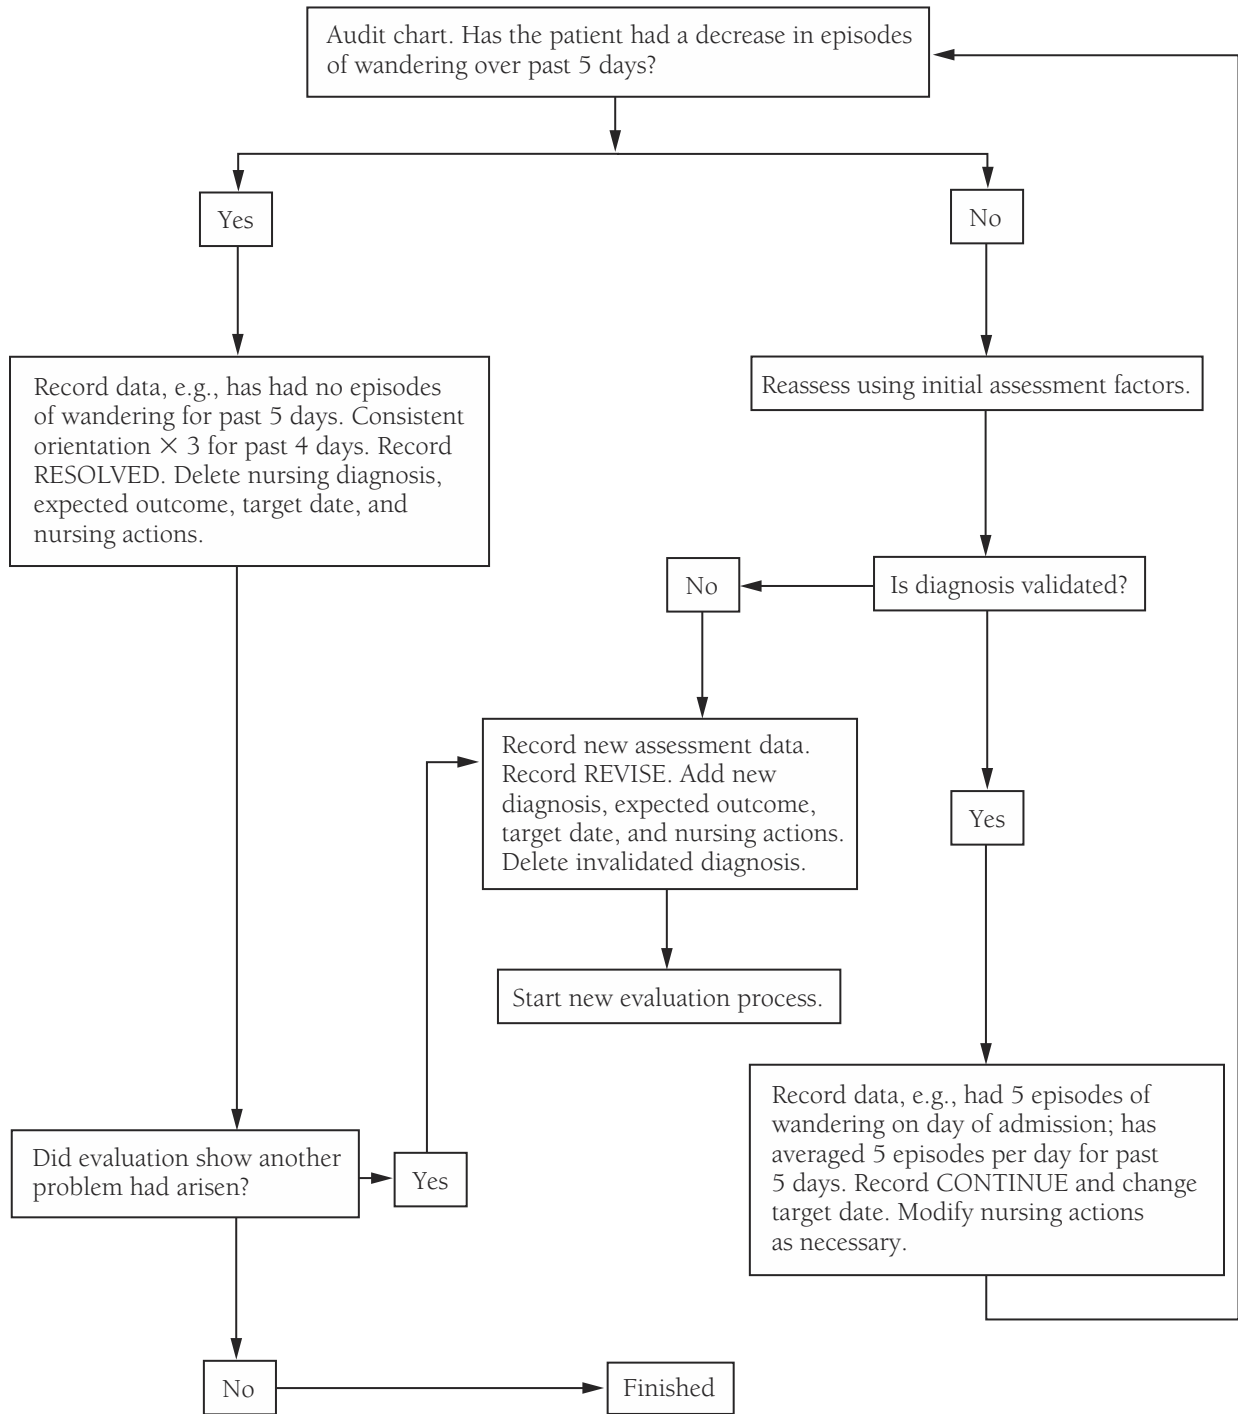 Audit chart. Has the patient had a decrease in episodes
of wandering over past 5 days?
Yes
No
Record data, e.g., has had no episodes
of wandering for past 5 days. Consistent
orientation × 3 for past 4 days. Record
RESOLVED. Delete nursing diagnosis,
expected outcome, target date, and
nursing actions.
Reassess using initial assessment factors.
No
Is diagnosis validated?
Record new assessment data.
Record REVISE. Add new
diagnosis, expected outcome,
target date, and nursing actions.
Delete invalidated diagnosis.
Yes
Start new evaluation process.
Record data, e.g., had 5 episodes of
wandering on day of admission; has
averaged 5 episodes per day for past
5 days. Record CONTINUE and change
target date. Modify nursing actions
as necessary.
Did evaluation show another
problem had arisen?
Yes
No
Finished